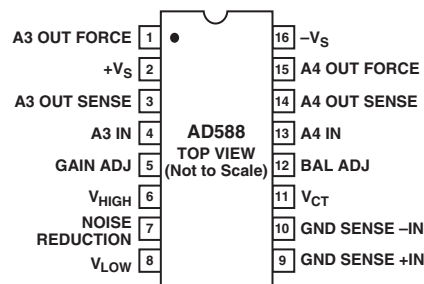 A3 OUT FORCE 1 16 –VS
+VS 2 15 A4 OUT FORCE
A3 OUT SENSE 3 14 A4 OUT SENSE
A3 IN 4 AD588 13 A4 IN
TOP VIEW
GAIN ADJ 5 (Not to Scale) 12 BAL ADJ
VHIGH 6 11 VCT
NOISE
REDUCTION 7 10 GND SENSE –IN
VLOW 8 9 GND SENSE +IN